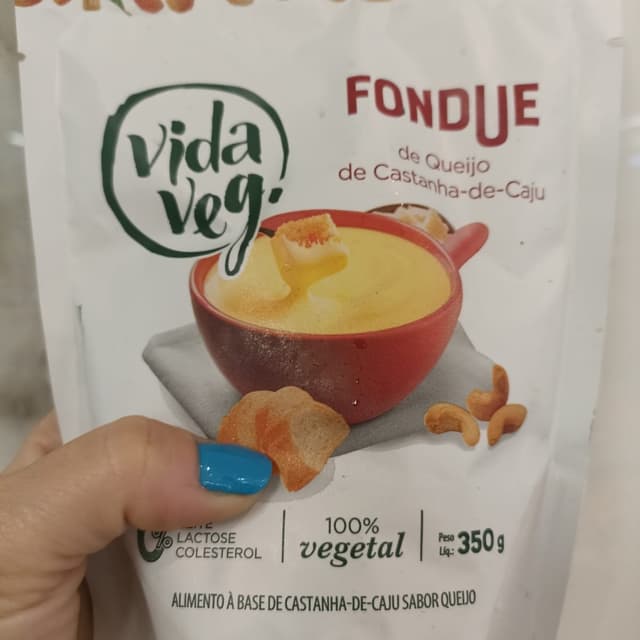 vida
veg.
FONDUE
de Queijo
de Castanha-de-Caju
LACTOSE
COLESTEROL
100%
vegetal
Peso
Líq.: 350g
ALIMENTO À BASE DE CASTANHA-DE-CAJU SABOR QUEIJO